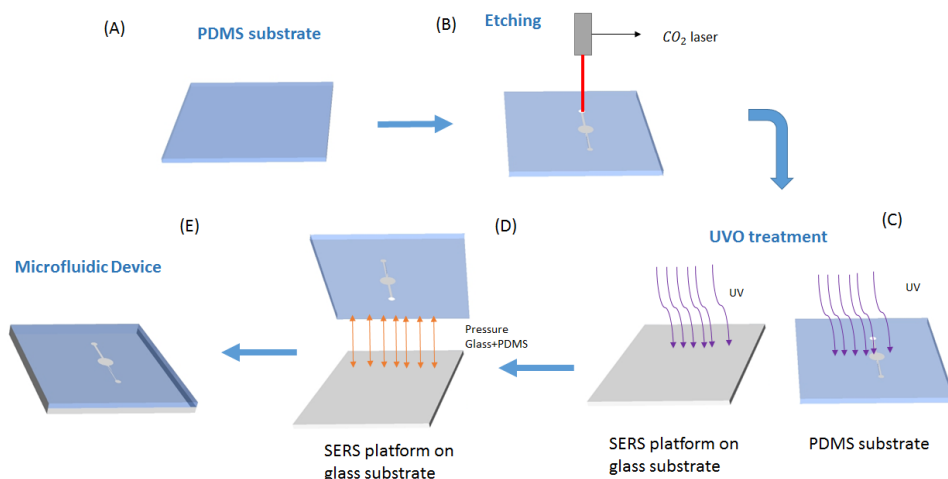 (A)
PDMS substrate
(B)
Etching
CO2 laser
(C)
UVO treatment
UV
UV
SERS platform on
glass substrate
PDMS substrate
(D)
Pressure
Glass+PDMS
SERS platform on
glass substrate
(E)
Microfluidic Device